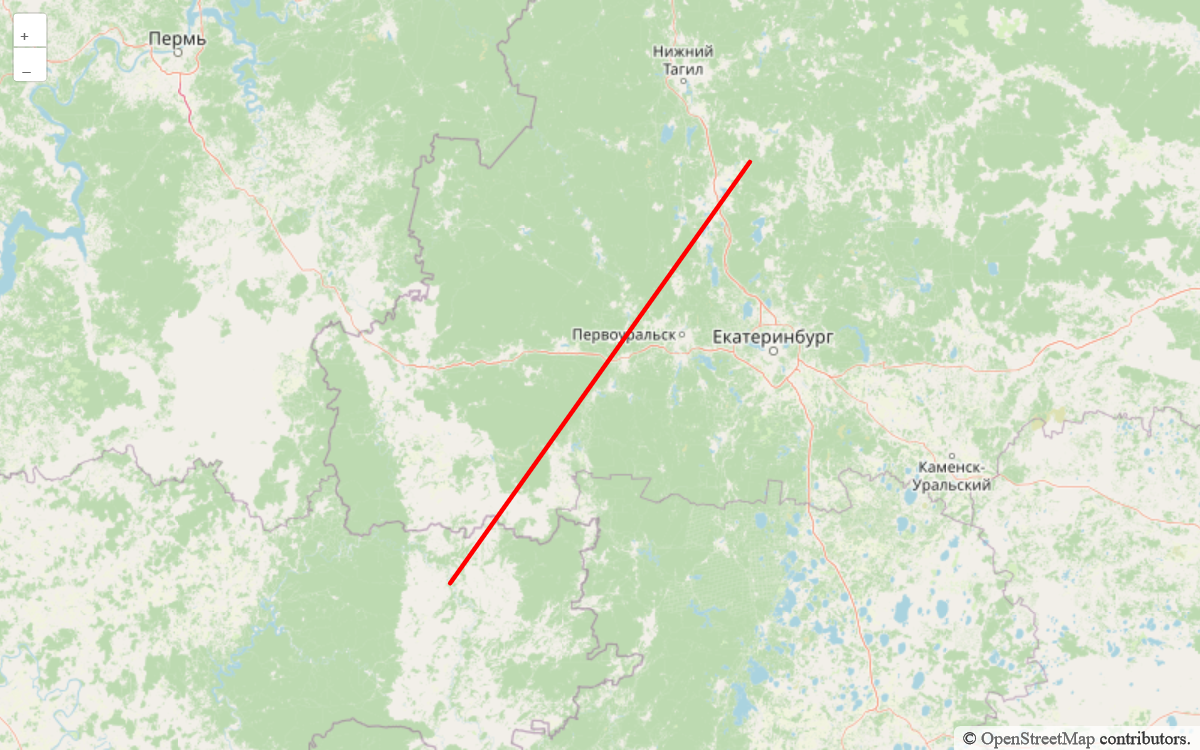 +
–
Пермь
Нижний
Тагил
Первоуральск
Екатеринбург
Каменск-
Уральский
© OpenStreetMap contributors.